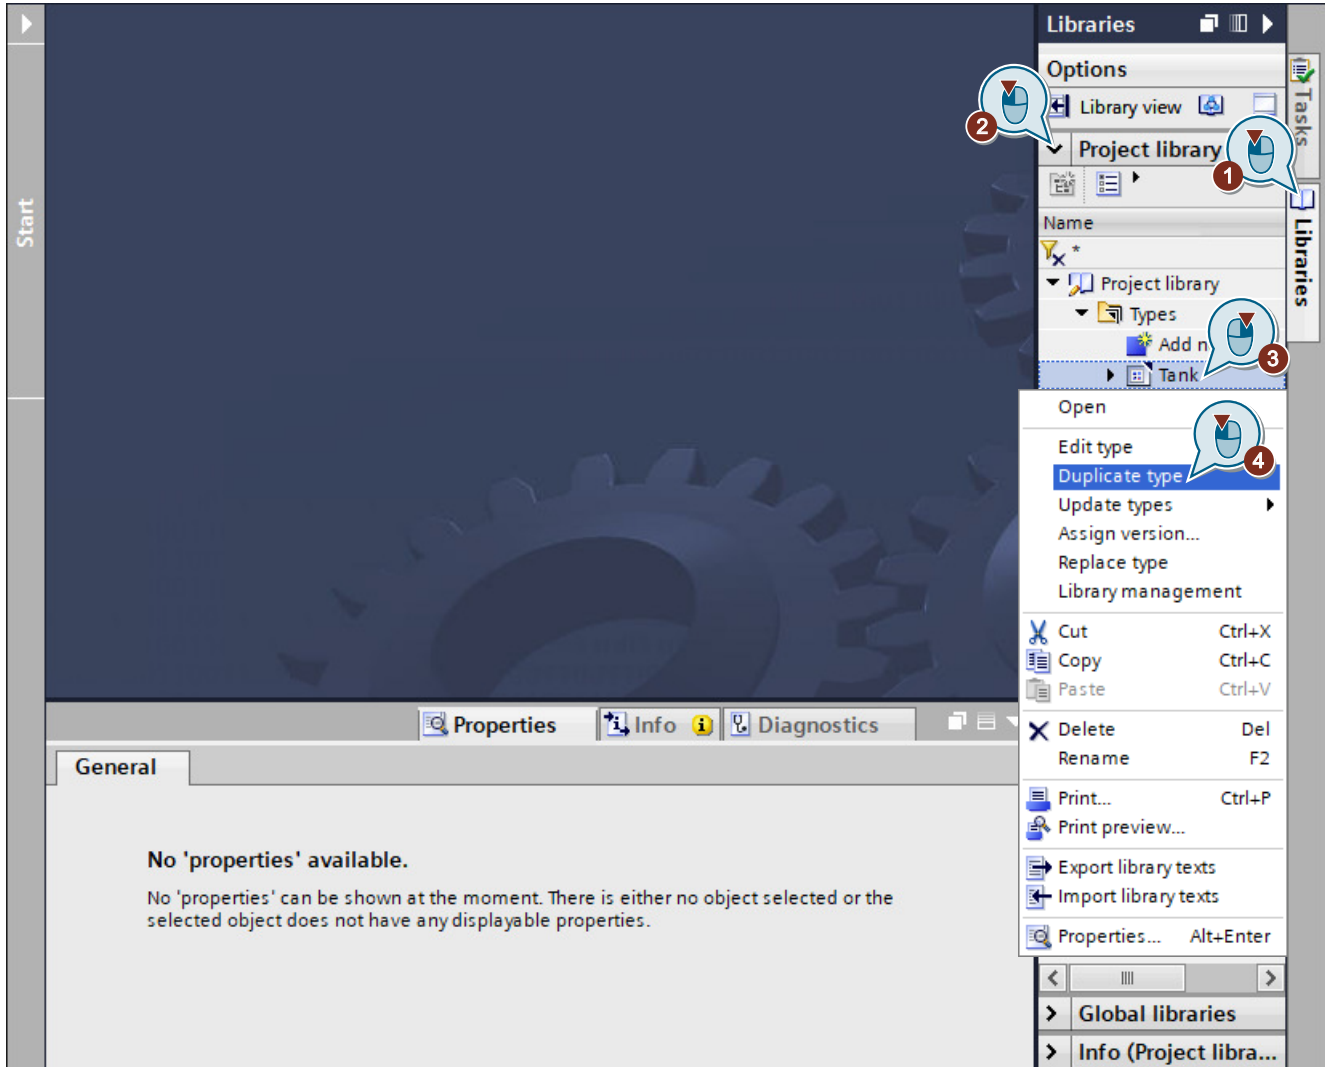 Start
Libraries
Options
2
Library view
Project library
1
Name
*
Project library
Types
Add n
3
Tank
Open
Edit type
4
Duplicate type
Update types
Assign version...
Replace type
Library management
Cut Ctrl+X
Copy Ctrl+C
Paste Ctrl+V
Delete Del
Rename F2
Print... Ctrl+P
Print preview...
Export library texts
Import library texts
Properties... Alt+Enter
Global libraries
Info (Project libra...
Tasks
Libraries
Properties Info Diagnostics
General
No 'properties' available.
No 'properties' can be shown at the moment. There is either no object selected or the
selected object does not have any displayable properties.